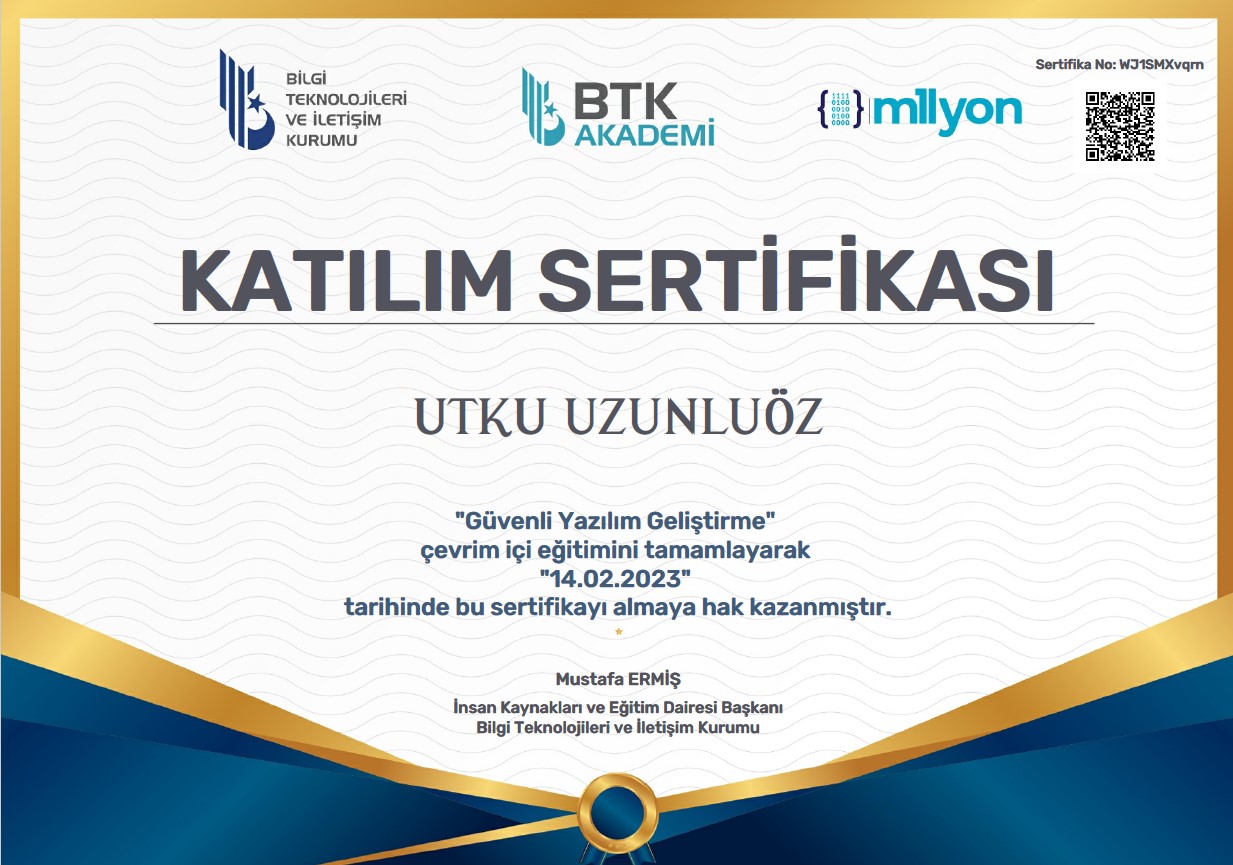 BİLGİ
TEKNOLOJİLERİ
VE İLETİŞİM
KURUMU
BTK
AKADEMİ
{
1111
0100
0010
0100
0000
} m1lyon
Sertifika No: WJ1SMXvqrn
KATILIM SERTİFİKASI
UTKU UZUNLUÖZ
"Güvenli Yazılım Geliştirme"
çevrim içi eğitimini tamamlayarak
"14.02.2023"
tarihinde bu sertifikayı almaya hak kazanmıştır.
Mustafa ERMİŞ
İnsan Kaynakları ve Eğitim Dairesi Başkanı
Bilgi Teknolojileri ve İletişim Kurumu